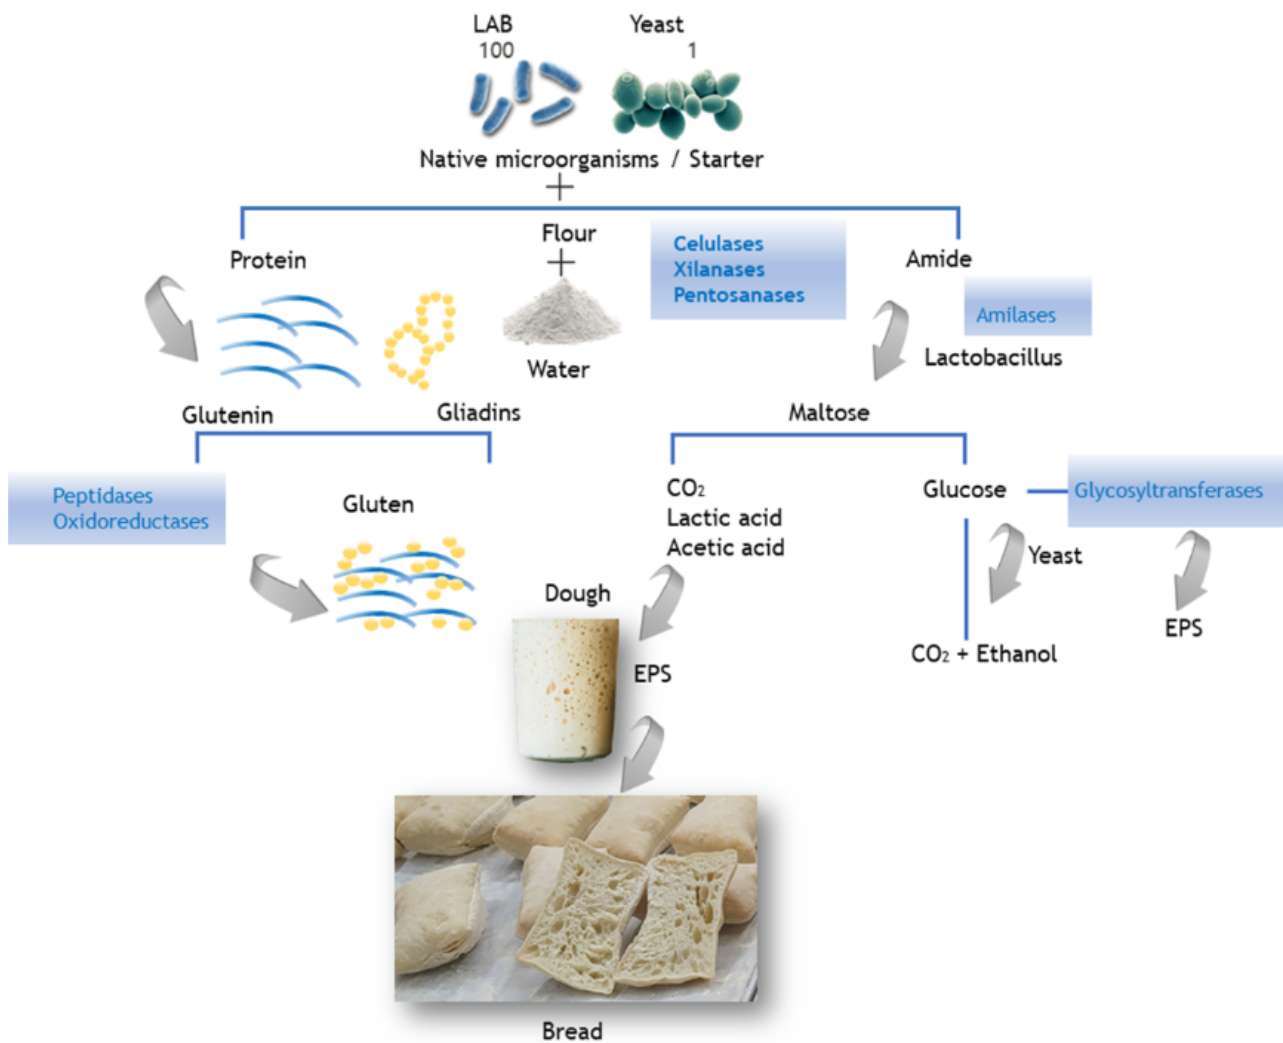 LAB
100
Yeast
1
Native microorganisms / Starter
+
Protein
Flour
+
Water
Celulases
Xilanases
Pentosanases
Amide
Amilases
Lactobacillus
Glutenin
Gliadins
Maltose
Peptidases
Oxidoreductases
Gluten
CO₂
Lactic acid
Acetic acid
Glucose
Glycosyltransferases
Yeast
Dough
EPS
CO₂ + Ethanol
EPS
Bread